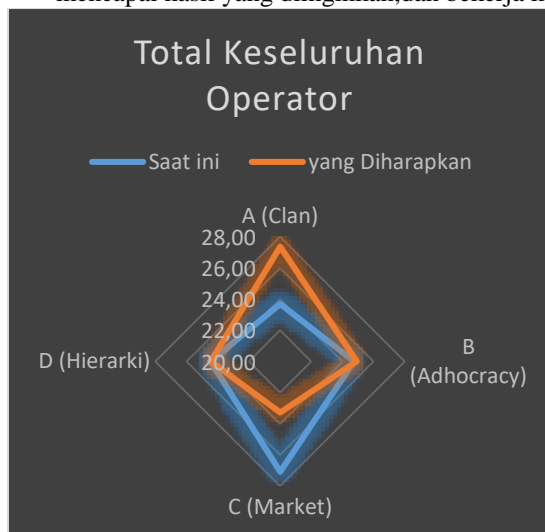 Total Keseluruhan
Operator
Saat ini
yang Diharapkan
A (Clan)
28,00
26,00
24,00
22,00
20,00
D (Hierarki)
B
(Adhocracy)
C (Market)